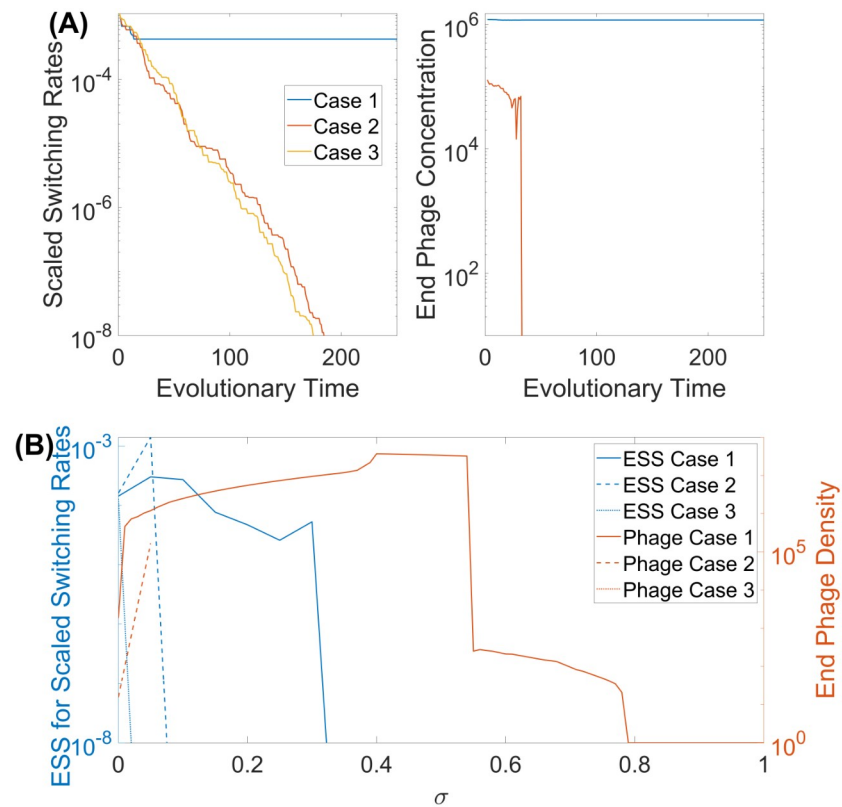 (A)
Scaled Switching Rates
10^-4
10^-6
10^-8
0
100
200
Evolutionary Time
Case 1
Case 2
Case 3
End Phage Concentration
10^6
10^4
10^2
0
100
200
Evolutionary Time
(B)
ESS for Scaled Switching Rates
10^-3
10^-8
0
0.2
0.4
0.6
0.8
1
σ
ESS Case 1
ESS Case 2
ESS Case 3
Phage Case 1
Phage Case 2
Phage Case 3
10^5
10^0
End Phage Density